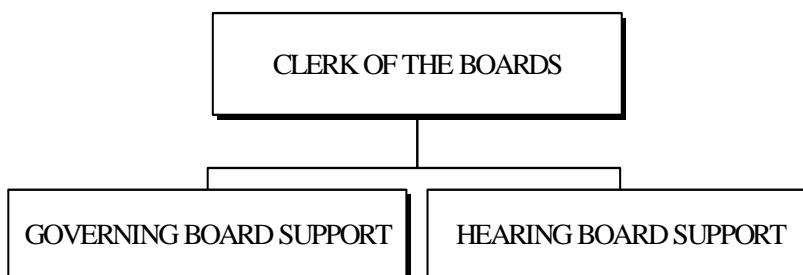 CLERK OF THE BOARDS
GOVERNING BOARD SUPPORT
HEARING BOARD SUPPORT